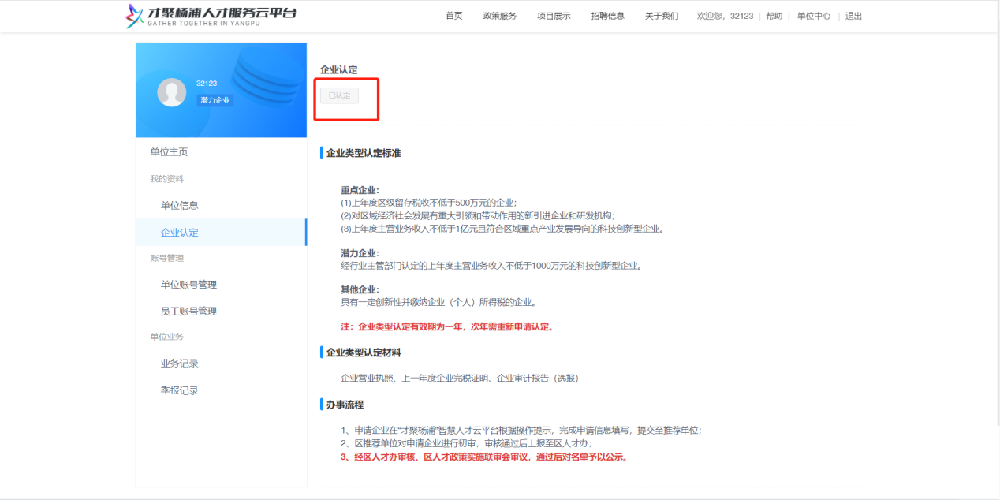 才聚杨浦人才服务云平台
GATHER TOGETHER IN YANGPU
首页 政策服务 项目展示 招聘信息 关于我们 欢迎您，32123 | 帮助 | 单位中心 | 退出
32123
潜力企业
单位主页
我的资料
单位信息
企业认定
账号管理
单位账号管理
员工账号管理
单位业务
业务记录
季报记录
企业认定
已认定
企业类型认定标准
重点企业：
(1)上年度区级留存税收不低于500万元的企业；
(2)对区域经济社会发展有重大引领和带动作用的新引进企业和研发机构；
(3)上年度主营业务收入不低于1亿元且符合区域重点产业发展导向的科技创新型企业。
潜力企业：
经行业主管部门认定的上年度主营业务收入不低于1000万元的科技创新型企业。
其他企业：
具有一定创新性并缴纳企业（个人）所得税的企业。
注：企业类型认定有效期为一年，次年需重新申请认定。
企业类型认定材料
企业营业执照、上一年度企业完税证明、企业审计报告（选报）
办事流程
1、申请企业在“才聚杨浦”智慧人才云平台根据操作提示，完成申请信息填写，提交至推荐单位；
2、区推荐单位对申请企业进行初审，审核通过后上报至区人才办；
3、经区人才办审核、区人才政策实施联审会审议，通过后对名单予以公示。